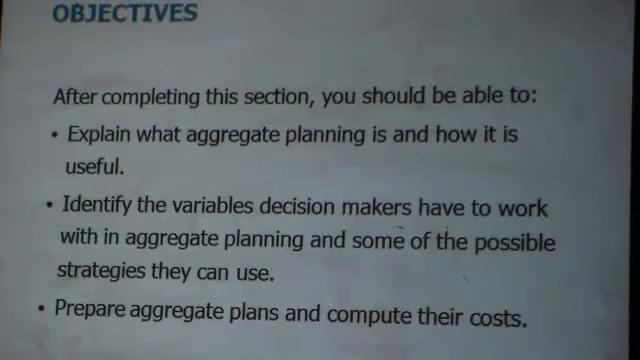 OBJECTIVES
After completing this section, you should be able to:
• Explain what aggregate planning is and how it is
useful.
• Identify the variables decision makers have to work
with in aggregate planning and some of the possible
strategies they can use.
• Prepare aggregate plans and compute their costs.